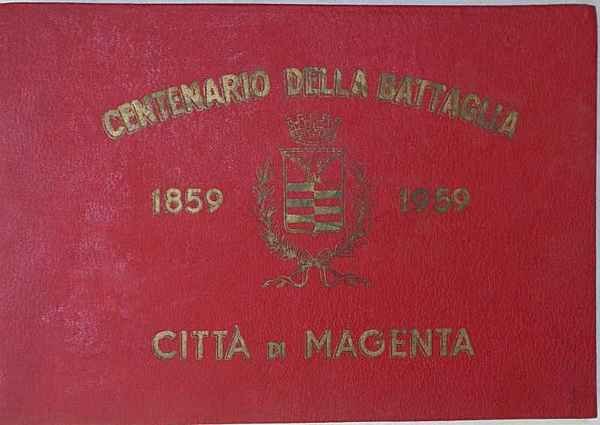 CENTENARIO DELLA BATTAGLIA
1859 1959
CITTÀ DI MAGENTA